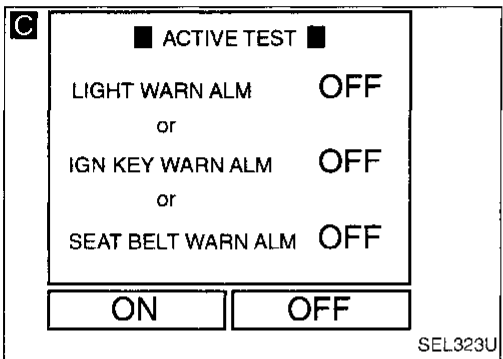 C
ACTIVE TEST
LIGHT WARN ALM OFF
or
IGN KEY WARN ALM OFF
or
SEAT BELT WARN ALM OFF
ON OFF
SEL323U